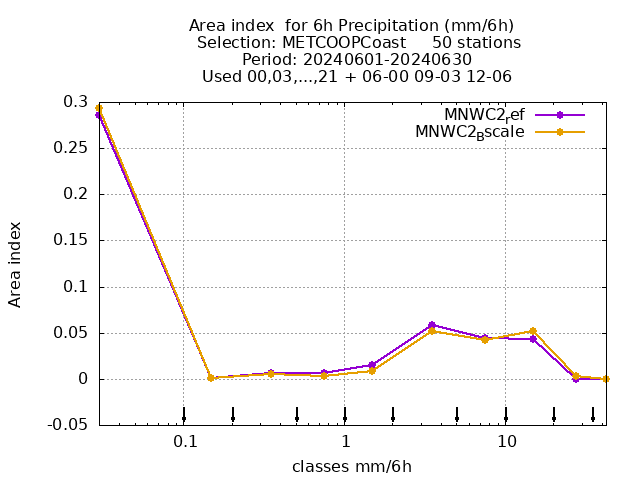 Area index  for 6h Precipitation (mm/6h)
Selection: METCOOPCoast     50 stations
Period: 20240601-20240630
Used 00,03,...,21 + 06-00 09-03 12-06
MNWC2ref
MNWC2Bscale
0.3
0.25
0.2
0.15
0.1
0.05
0
-0.05
Area index
0.1 1 10
classes mm/6h